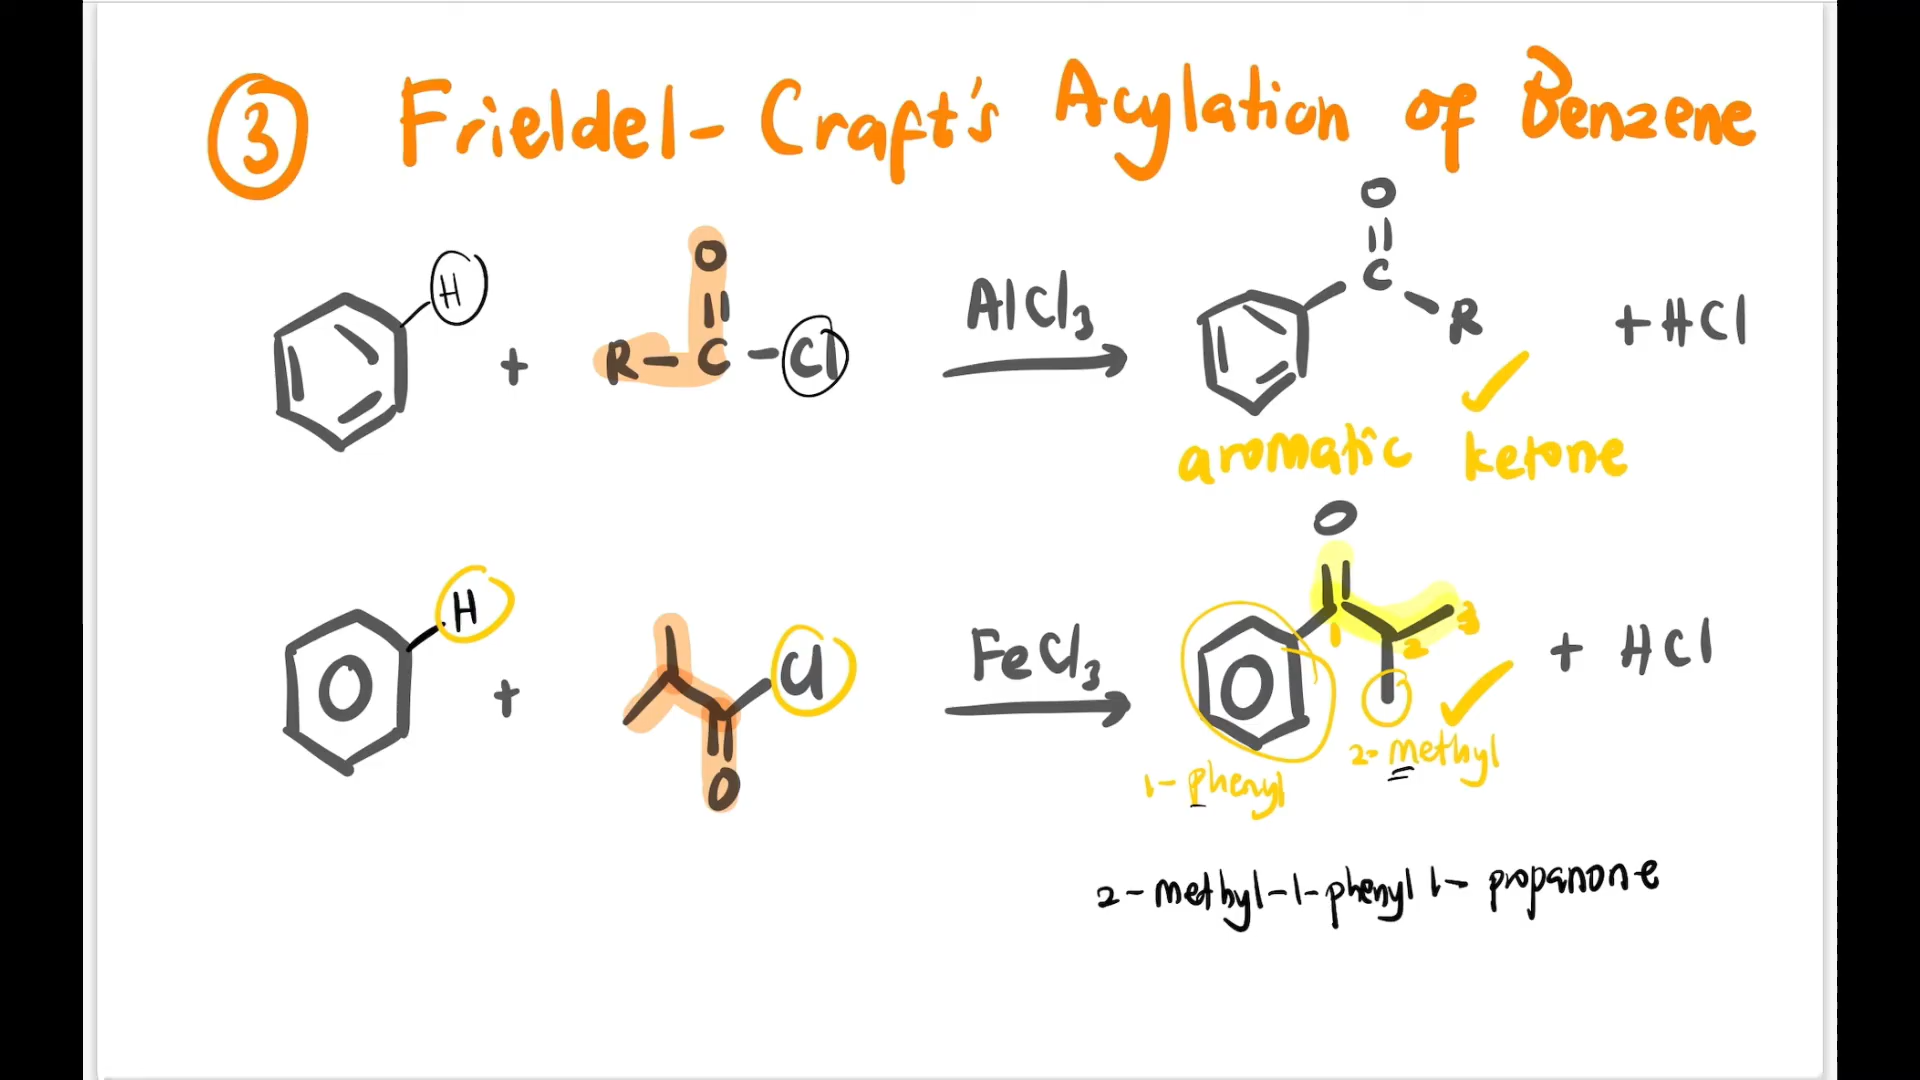 ③ Frieldel-Craft's Acylation of Benzene
H + R-C-Cl O AlCl₃ O C R + HCl
aromatic ketone
H + Cl O FeCl₃ O 1 2 3 + HCl
1-phenyl 2-methyl
2-methyl-1-phenyl 1-propanone